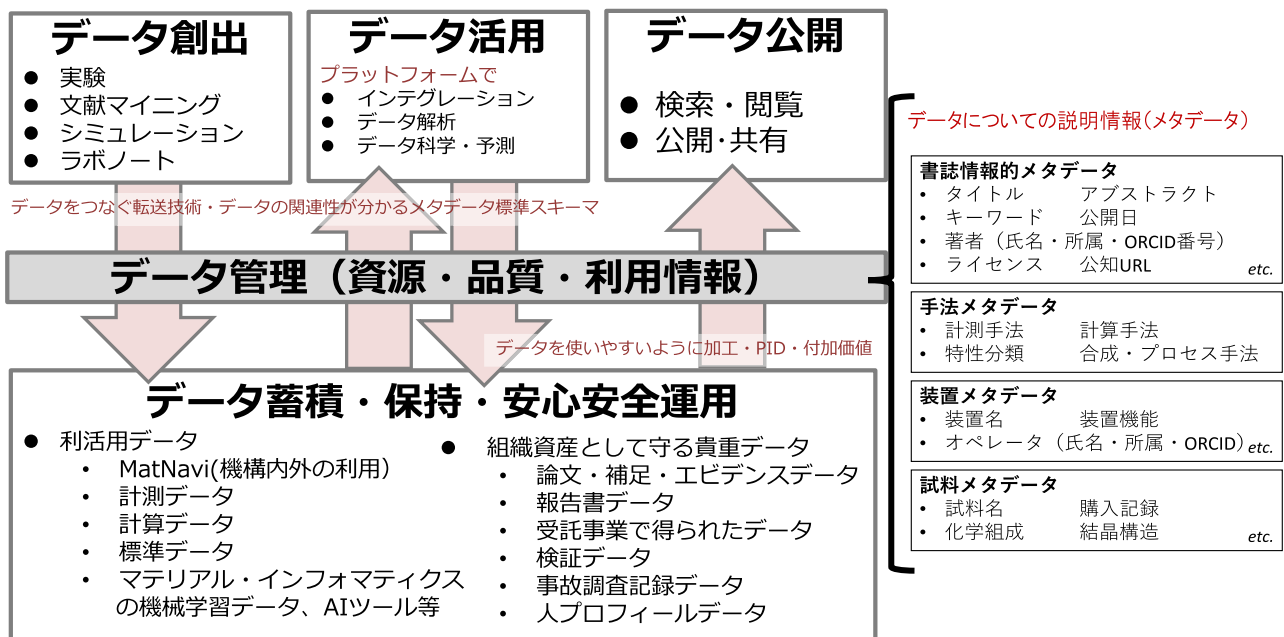 データ創出
● 実験
● 文献マイニング
● シミュレーション
● ラボノート
データ活用
プラットフォームで
● インテグレーション
● データ解析
● データ科学・予測
データ公開
● 検索・閲覧
● 公開・共有
データをつなぐ転送技術・データの関連性が分かるメタデータ標準スキーマ
データ管理（資源・品質・利用情報）
データを使いやすいように加工・PID・付加価値
データ蓄積・保持・安心安全運用
● 利活用データ
• MatNavi(機構内外の利用）
• 計測データ
• 計算データ
• 標準データ
• マテリアル・インフォマティクス
の機械学習データ、AIツール等
● 組織資産として守る貴重データ
• 論文・補足・エビデンスデータ
• 報告書データ
• 受託事業で得られたデータ
• 検証データ
• 事故調査記録データ
• 人プロフィールデータ
データについての説明情報（メタデータ）
書誌情報的メタデータ
• タイトル アブストラクト
• キーワード 公開日
• 著者（氏名・所属・ORCID番号）
• ライセンス 公知URL etc.
手法メタデータ
• 計測手法 計算手法
• 特性分類 合成・プロセス手法
装置メタデータ
• 装置名 装置機能
• オペレータ（氏名・所属・ORCID）etc.
試料メタデータ
• 試料名 購入記録
• 化学組成 結晶構造 etc.